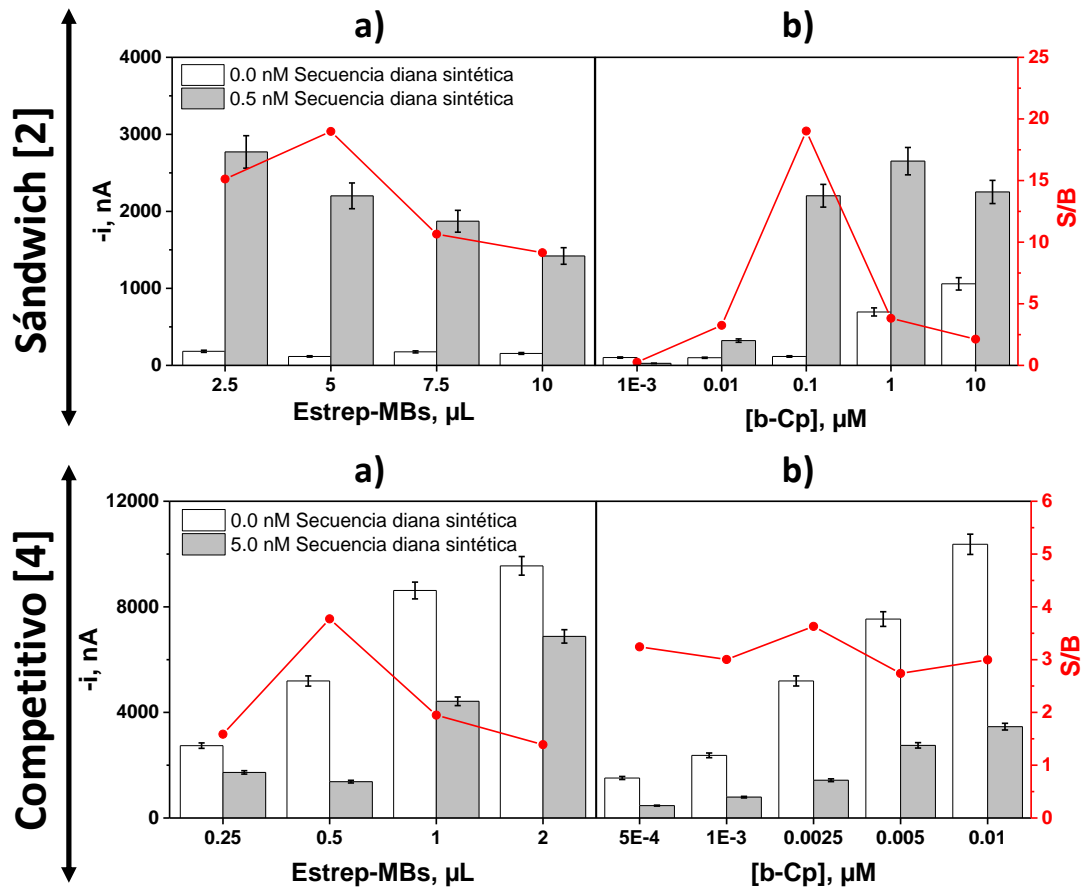 a)
b)
Sándwich [2]
4000
3000
2000
1000
0
-i, nA
0.0 nM Secuencia diana sintética
0.5 nM Secuencia diana sintética
25
20
15
10
5
0
S/B
2.5
5
7.5
10
Estrep-MBs, µL
1E-3
0.01
0.1
1
10
[b-Cp], µM
a)
b)
Competitivo [4]
12000
8000
4000
0
-i, nA
0.0 nM Secuencia diana sintética
5.0 nM Secuencia diana sintética
6
5
4
3
2
1
0
S/B
0.25
0.5
1
2
Estrep-MBs, µL
5E-4
1E-3
0.0025
0.005
0.01
[b-Cp], µM